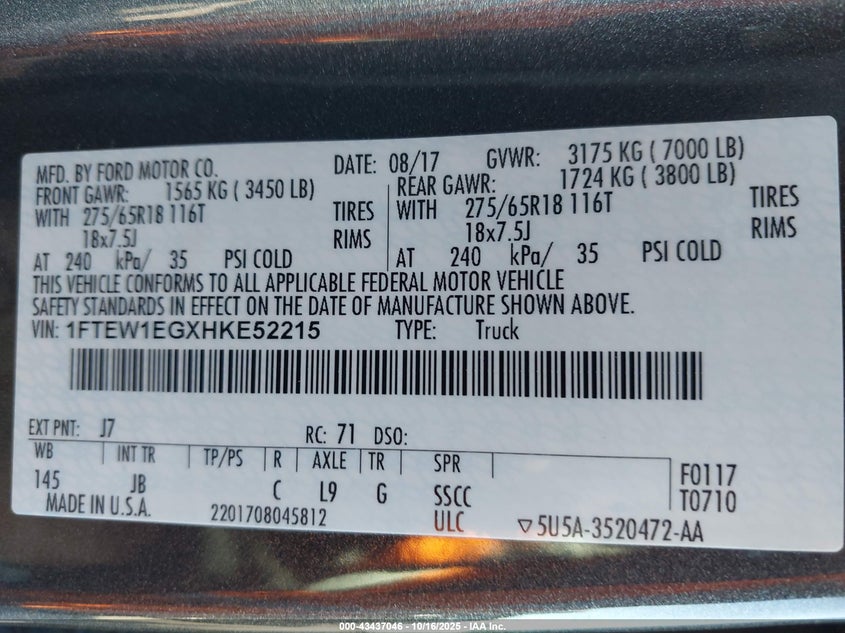 MFD. BY FORD MOTOR CO. DATE: 08/17 GVWR: 3175 KG ( 7000 LB)
FRONT GAWR: 1565 KG ( 3450 LB) REAR GAWR: 1724 KG ( 3800 LB)
WITH 275/65R18 116T TIRES WITH 275/65R18 116T TIRES
18x7.5J RIMS 18x7.5J RIMS
AT 240 kPa/ 35 PSI COLD AT 240 kPa/ 35 PSI COLD
THIS VEHICLE CONFORMS TO ALL APPLICABLE FEDERAL MOTOR VEHICLE
SAFETY STANDARDS IN EFFECT ON THE DATE OF MANUFACTURE SHOWN ABOVE.
VIN: 1FTEW1EGXHKE52215 TYPE: Truck
EXT PNT: J7 RC: 71 DSO:
WB INT TR TP/PS R AXLE TR SPR
145 JB C L9 G SSCC F0117
T0710
MADE IN U.S.A. 2201708045812 ULC ▽5U5A-3520472-AA
000-43437046 - 10/16/2025 - IAA Inc.